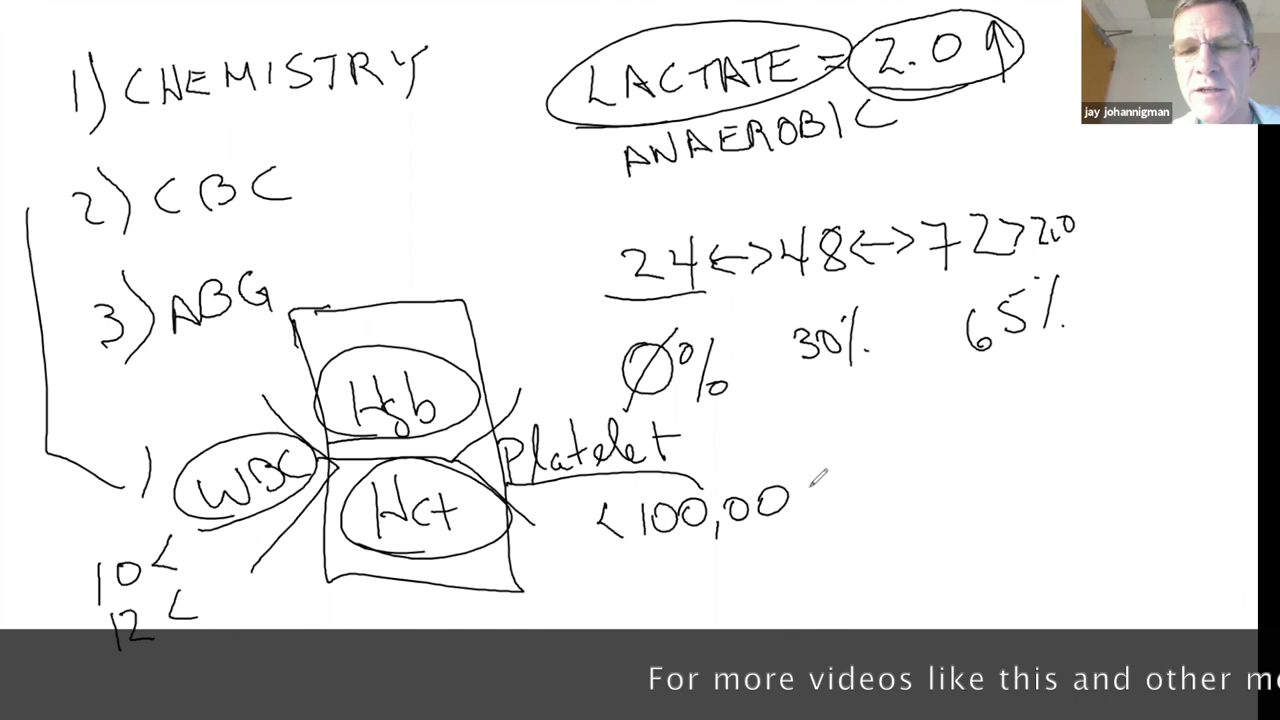 1) CHEMISTRY
LACTATE = 2.0 ↑
ANAEROBIC
jay johannigman
2) CBC
24 <-> 48 <-> 72 > 2.0
3) ABG
Ø% 30% 65%
Hgb
Platelet
WBC
Hct
< 100,00
10 <
12 <
For more videos like this and other m